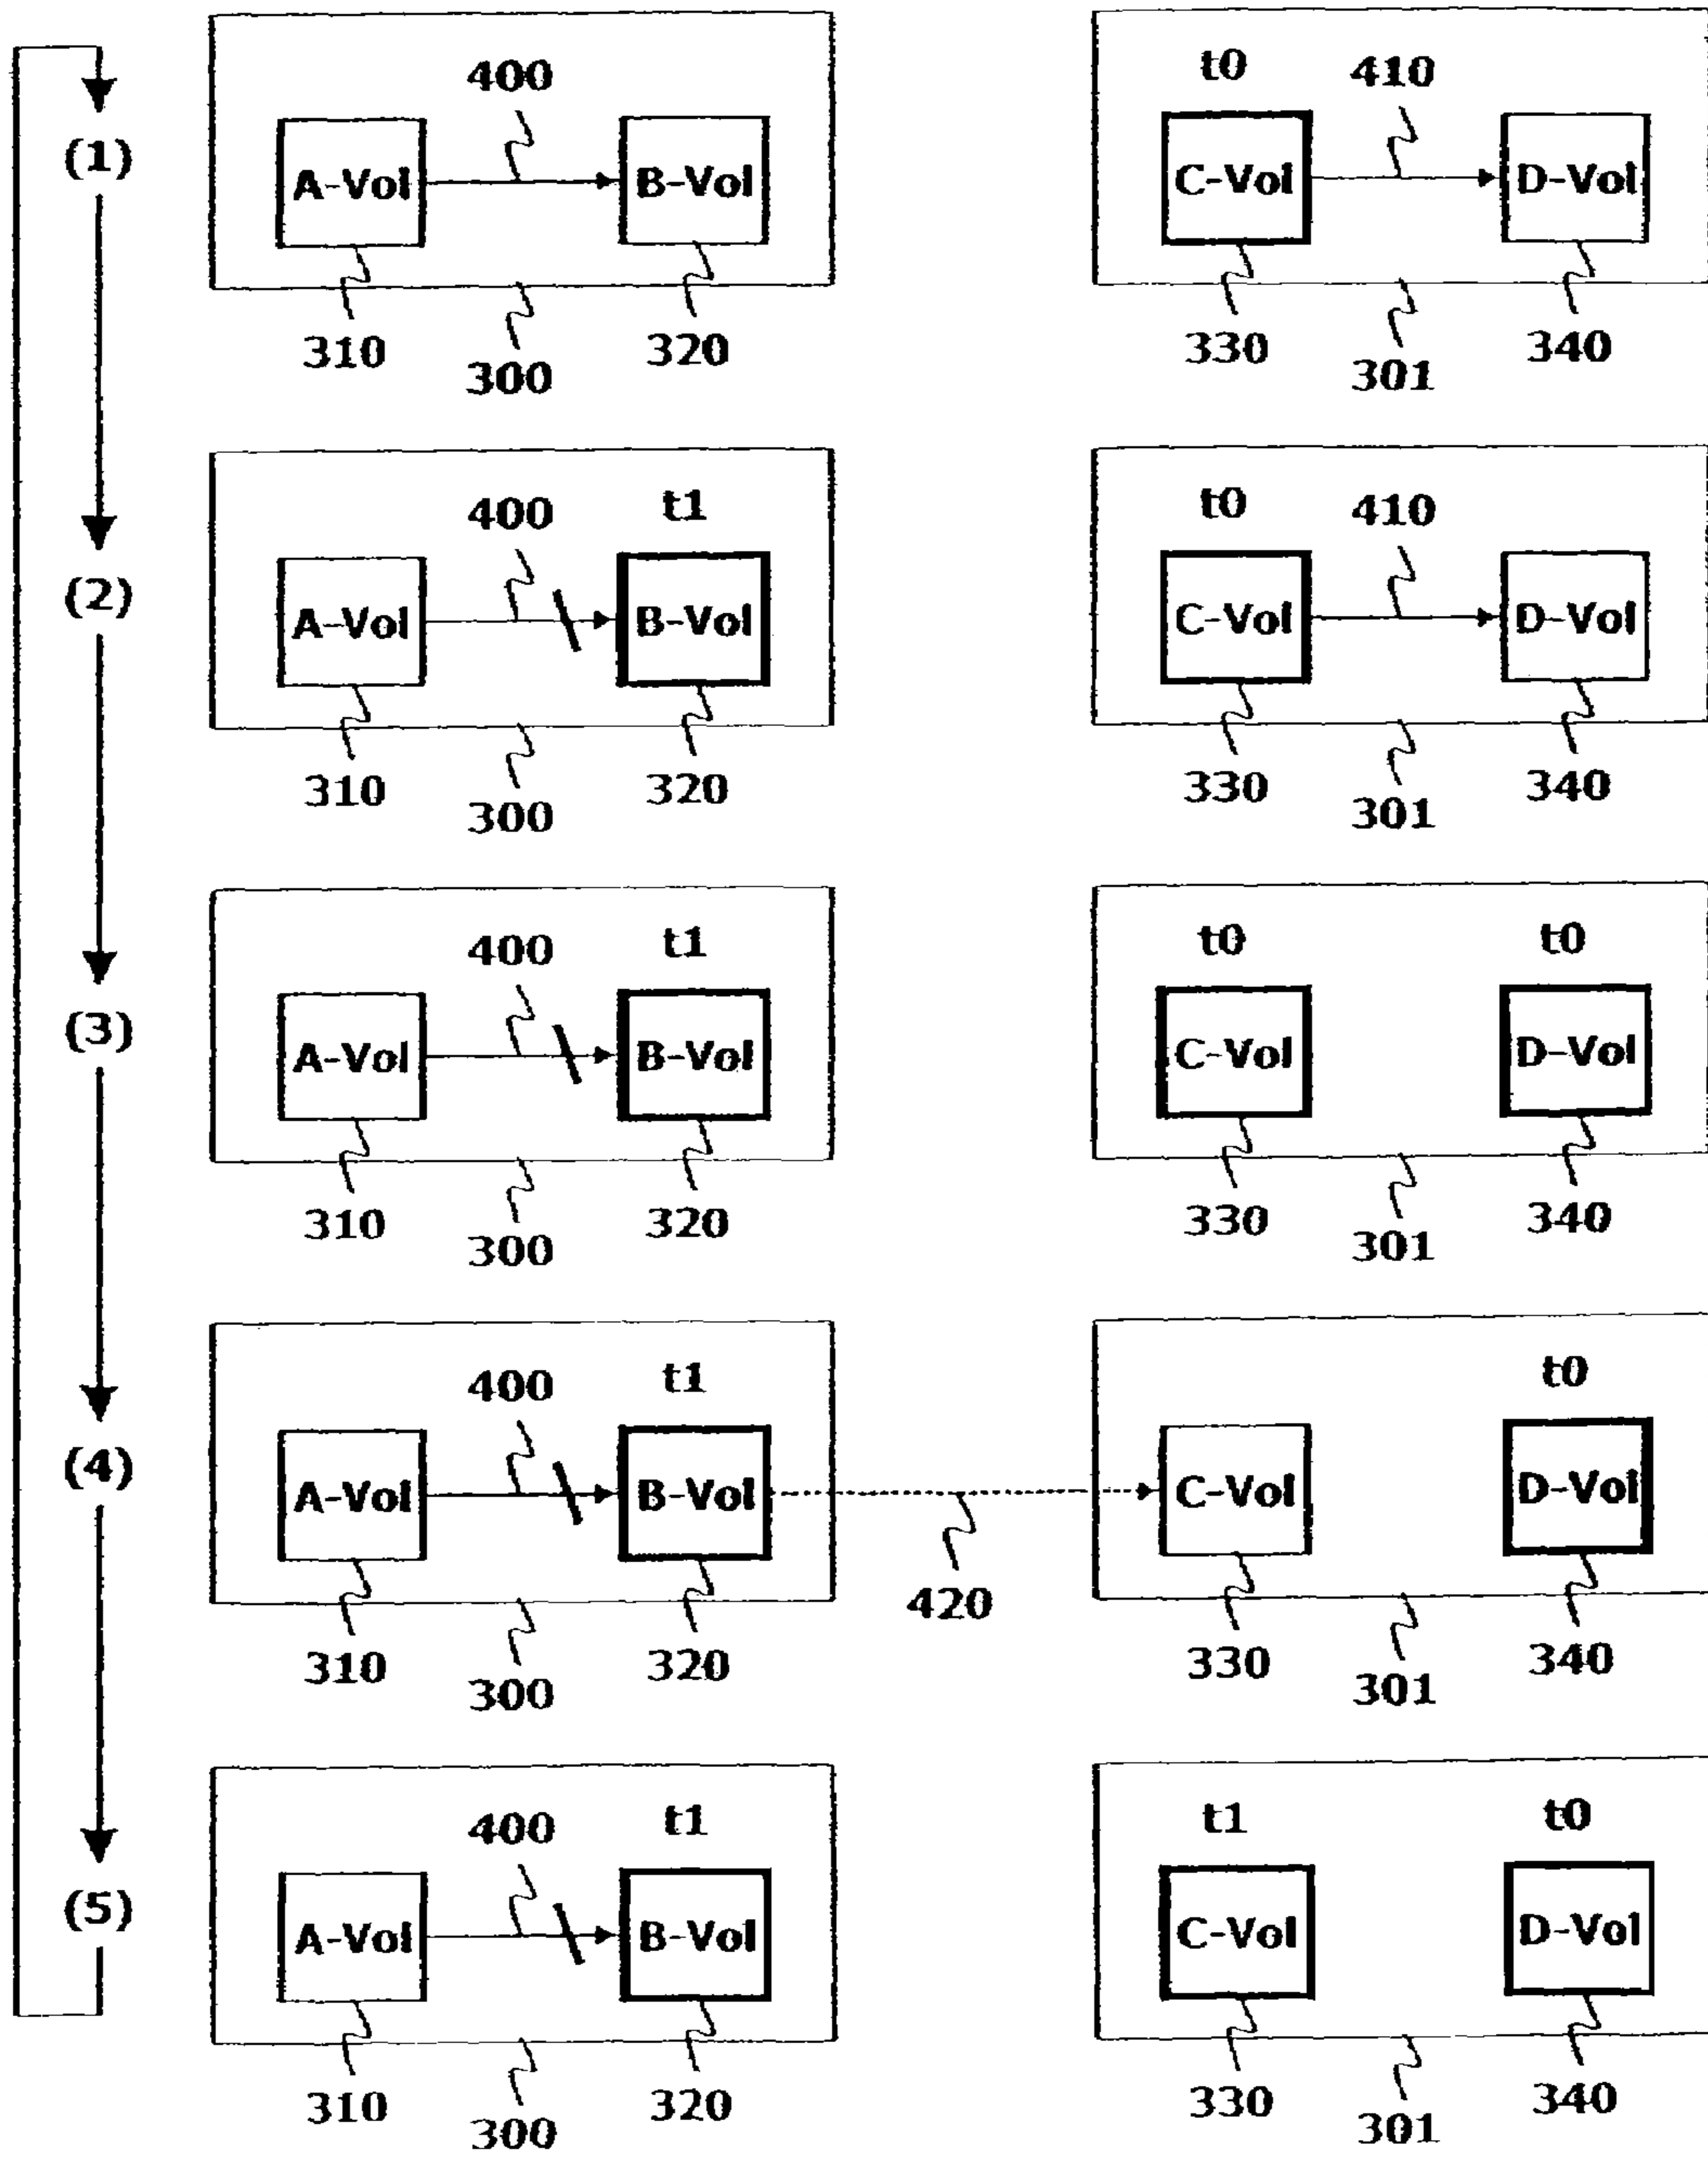 400 t0 410
(1) A-Vol B-Vol C-Vol D-Vol
310 300 320 330 301 340
400 t1 t0 410
(2) A-Vol B-Vol C-Vol D-Vol
310 300 320 330 301 340
400 t1 t0 t0
(3) A-Vol B-Vol C-Vol D-Vol
310 300 320 330 301 340
400 t1 t0
(4) A-Vol B-Vol C-Vol D-Vol
420
310 300 320 330 301 340
400 t1 t1 t0
(5) A-Vol B-Vol C-Vol D-Vol
310 300 320 330 301 340